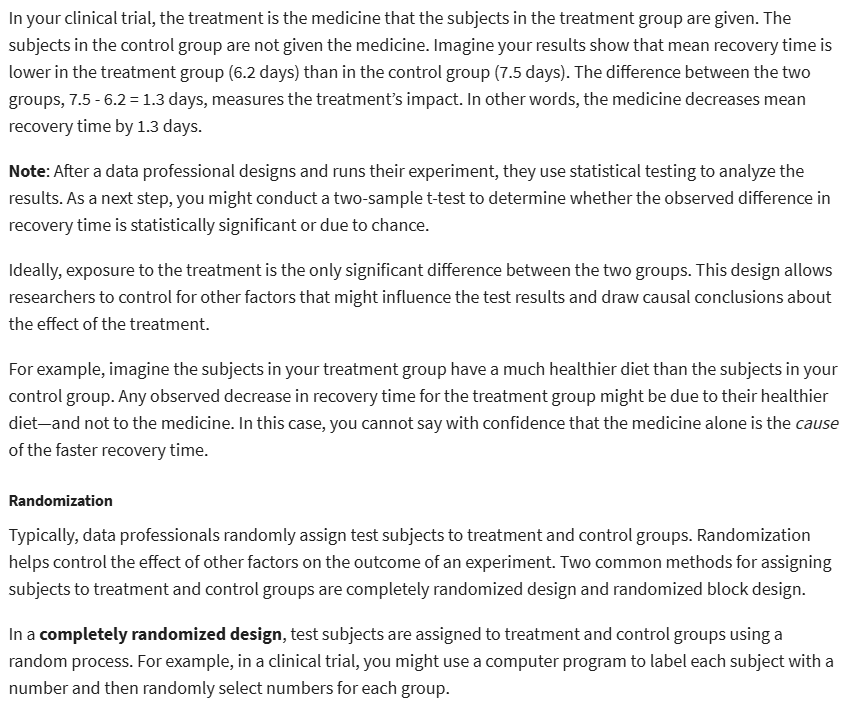 In your clinical trial, the treatment is the medicine that the subjects in the treatment group are given. The
subjects in the control group are not given the medicine. Imagine your results show that mean recovery time is
lower in the treatment group (6.2 days) than in the control group (7.5 days). The difference between the two
groups, 7.5 - 6.2 = 1.3 days, measures the treatment’s impact. In other words, the medicine decreases mean
recovery time by 1.3 days.
Note: After a data professional designs and runs their experiment, they use statistical testing to analyze the
results. As a next step, you might conduct a two-sample t-test to determine whether the observed difference in
recovery time is statistically significant or due to chance.
Ideally, exposure to the treatment is the only significant difference between the two groups. This design allows
researchers to control for other factors that might influence the test results and draw causal conclusions about
the effect of the treatment.
For example, imagine the subjects in your treatment group have a much healthier diet than the subjects in your
control group. Any observed decrease in recovery time for the treatment group might be due to their healthier
diet—and not to the medicine. In this case, you cannot say with confidence that the medicine alone is the cause
of the faster recovery time.
Randomization
Typically, data professionals randomly assign test subjects to treatment and control groups. Randomization
helps control the effect of other factors on the outcome of an experiment. Two common methods for assigning
subjects to treatment and control groups are completely randomized design and randomized block design.
In a completely randomized design, test subjects are assigned to treatment and control groups using a
random process. For example, in a clinical trial, you might use a computer program to label each subject with a
number and then randomly select numbers for each group.